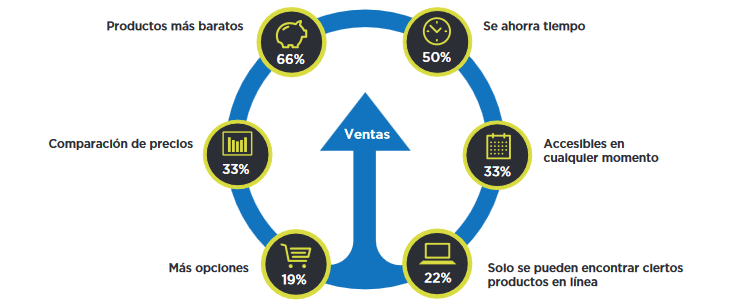 Productos más baratos
66%
Se ahorra tiempo
50%
Comparación de precios
33%
Ventas
Accesibles en
cualquier momento
33%
Más opciones
19%
Solo se pueden encontrar ciertos
productos en línea
22%